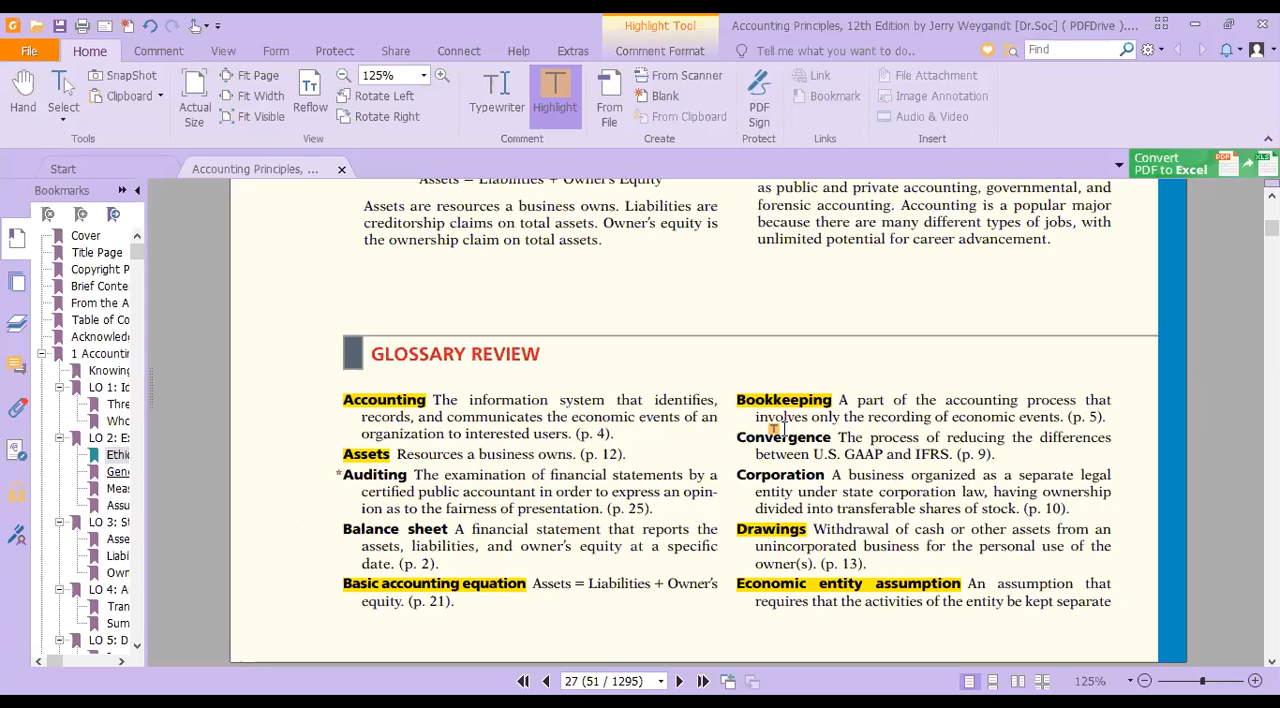 Highlight Tool
Accounting Principles, 12th Edition by Jerry Weygandt [Dr.Soc] ( PDFDrive )....
File Home Comment View Form Protect Share Connect Help Extras Comment Format Tell me what you want to do.. Find
Hand
Select
SnapShot
Clipboard
Actual Size
Fit Page
Fit Width
Fit Visible
Reflow
125%
Rotate Left
Rotate Right
Typewriter
Highlight
From File
From Scanner
Blank
From Clipboard
PDF Sign
Link
Bookmark
File Attachment
Image Annotation
Audio & Video
Tools View Comment Create Protect Links Insert
Start
Accounting Principles, ...
Convert
PDF to Excel
Bookmarks
Cover
Title Page
Copyright P
Brief Conte
From the A
Table of Co
Acknowledg
1 Accountin
Knowing
LO 1: Id
Thre
Who
LO 2: Ex
Ethic
Gene
Meas
Assu
LO 3: St
Asse
Liabi
Own
LO 4: A
Tran
Sum
LO 5: D
Assets = Liabilities + Owner's Equity
Assets are resources a business owns. Liabilities are
creditorship claims on total assets. Owner's equity is
the ownership claim on total assets.
as public and private accounting, governmental, and
forensic accounting. Accounting is a popular major
because there are many different types of jobs, with
unlimited potential for career advancement.
GLOSSARY REVIEW
Accounting The information system that identifies,
records, and communicates the economic events of an
organization to interested users. (p. 4).
Assets Resources a business owns. (p. 12).
*Auditing The examination of financial statements by a
certified public accountant in order to express an opin-
ion as to the fairness of presentation. (p. 25).
Balance sheet A financial statement that reports the
assets, liabilities, and owner's equity at a specific
date. (p. 2).
Basic accounting equation Assets = Liabilities + Owner's
equity. (p. 21).
Bookkeeping A part of the accounting process that
involves only the recording of economic events. (p. 5).
Convergence The process of reducing the differences
between U.S. GAAP and IFRS. (p. 9).
Corporation A business organized as a separate legal
entity under state corporation law, having ownership
divided into transferable shares of stock. (p. 10).
Drawings Withdrawal of cash or other assets from an
unincorporated business for the personal use of the
owner(s). (p. 13).
Economic entity assumption An assumption that
requires that the activities of the entity be kept separate
27 (51 / 1295)
125%